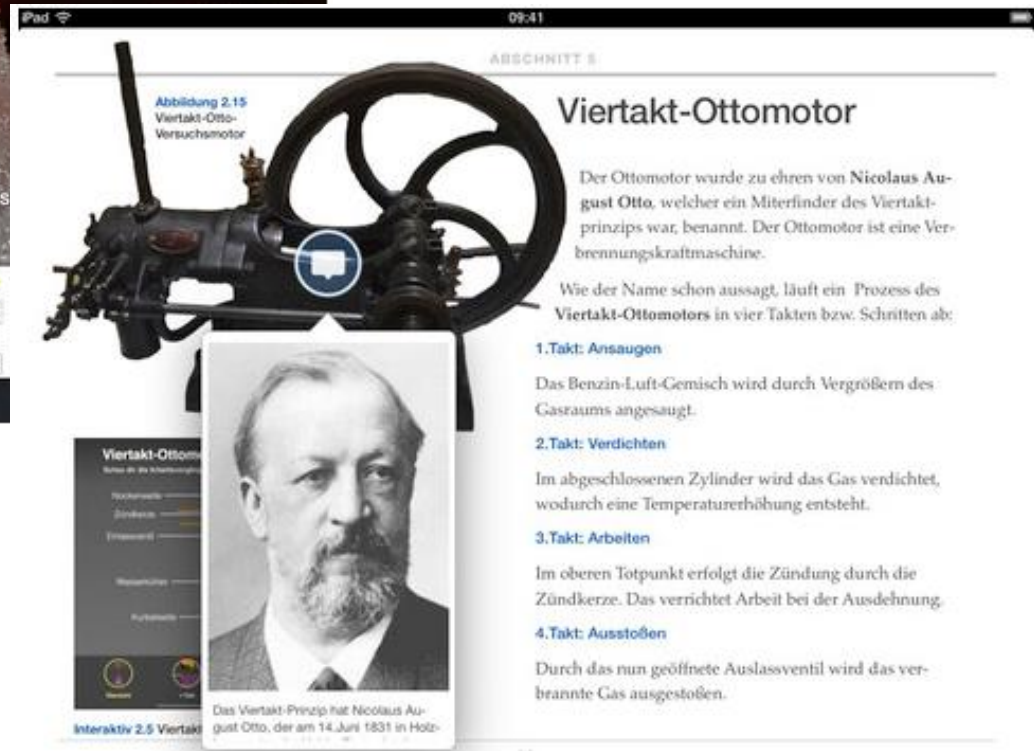 iPad
09:41
ABSCHNITT 5
Abbildung 2.15
Viertakt-Otto-
Versuchsmotor
Viertakt-Ottomotor
Der Ottomotor wurde zu ehren von Nicolaus Au-
gust Otto, welcher ein Miterfinder des Viertakt-
prinzips war, benannt. Der Ottomotor ist eine Ver-
brennungskraftmaschine.
Wie der Name schon aussagt, läuft ein Prozess des
Viertakt-Ottomotors in vier Takten bzw. Schritten ab:
1.Takt: Ansaugen
Das Benzin-Luft-Gemisch wird durch Vergrößern des
Gasraums angesaugt.
2.Takt: Verdichten
Im abgeschlossenen Zylinder wird das Gas verdichtet,
wodurch eine Temperaturerhöhung entsteht.
3.Takt: Arbeiten
Im oberen Totpunkt erfolgt die Zündung durch die
Zündkerze. Das verrichtet Arbeit bei der Ausdehnung.
4.Takt: Ausstoßen
Durch das nun geöffnete Auslassventil wird das ver-
brannte Gas ausgestoßen.
Viertakt-Ottom
Nockenwelle
Zündkerze
Einlassventil
Kurbelwelle
Das Viertakt-Prinzip hat Nicolaus Au-
gust Otto, der am 14.Juni 1831 in Holz-
Interaktiv 2.5 Viertak